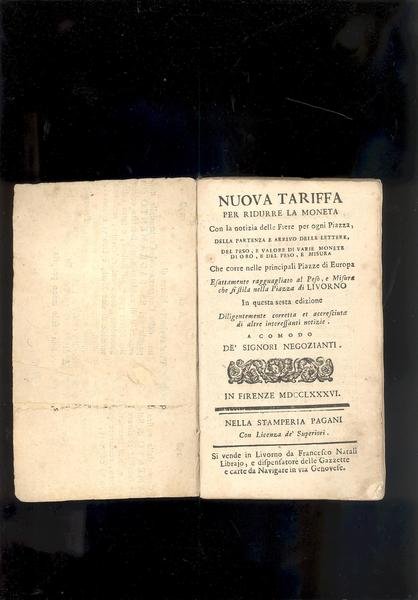 NUOVA TARIFFA
PER RIDURRE LA MONETA
Con la notizia delle Fiere per ogni Piazza,
DELLA PARTENZA E ARRIVO DELLE LETTERE,
DEL PESO, E VALORE DI VARIE MONETE
DI ORO, E DEL PESO, E MISURA
Che corre nelle principali Piazze di Europa
Esattamente ragguagliato al Peso, e Misura
che si stila nella Piazza di LIVORNO
In questa sesta edizione
Diligentemente corretta et accresciuta
di altre interessanti notizie.
A COMODO
DE' SIGNORI NEGOZIANTI.
IN FIRENZE MDCCLXXXVI.
NELLA STAMPERIA PAGANI
Con Licenza de' Superiori.
Si vende in Livorno da Francesco Natali
Librajo, e dispensatore delle Gazzette
e carte da Navigare in via Genovese.